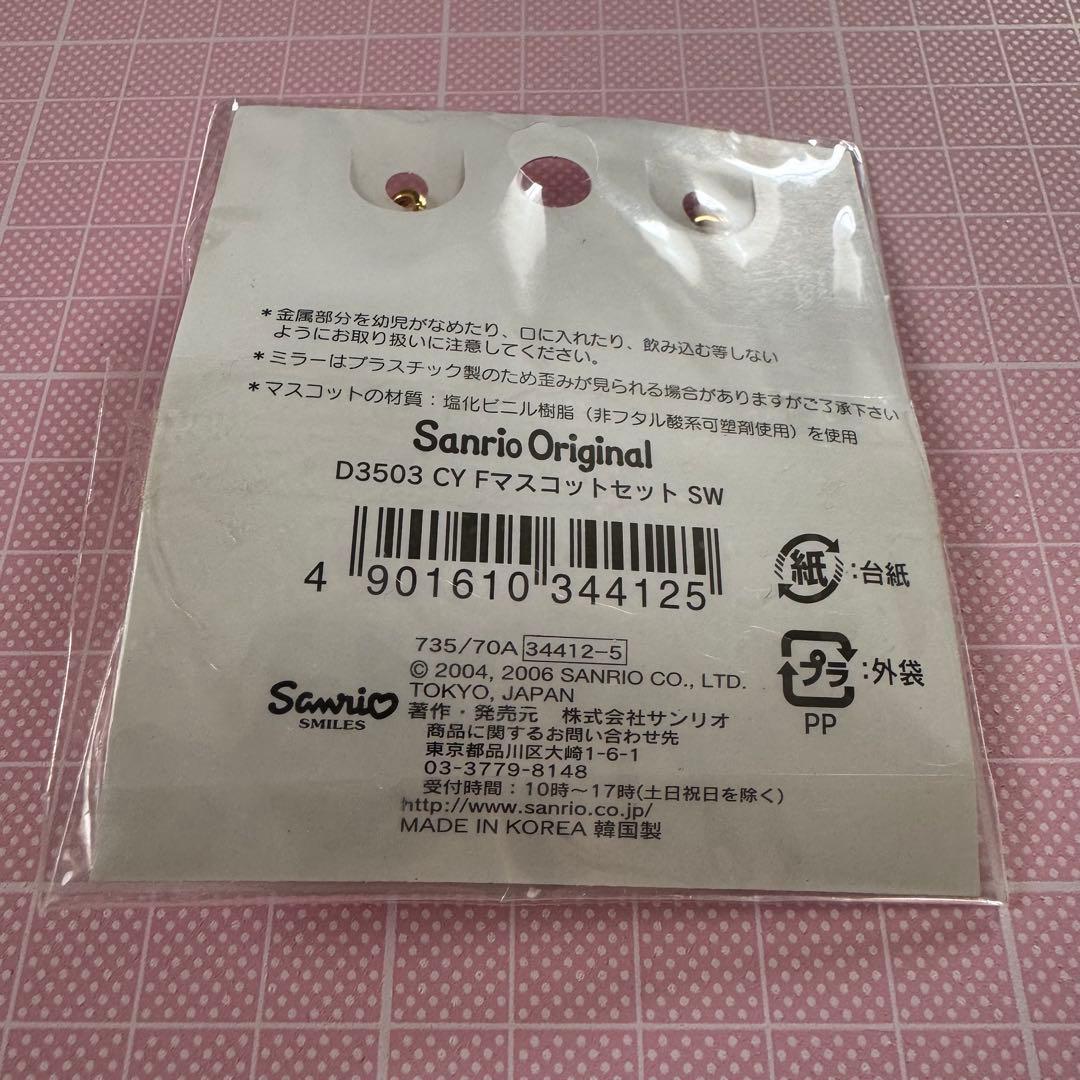 ＊金属部分を幼児がなめたり、口に入れたり、飲み込む等しない
ようにお取り扱いに注意してください。
＊ミラーはプラスチック製のため歪みが見られる場合がありますがご了承下さい
＊マスコットの材質：塩化ビニル樹脂（非フタル酸系可塑剤使用）を使用
Sanrio Original
D3503 CY Fマスコットセット SW
4 901610 344125
紙:台紙
735/70A 34412-5
プラ:外袋
PP
© 2004, 2006 SANRIO CO., LTD.
TOKYO, JAPAN
Sanrio
SMILES
著作・発売元 株式会社サンリオ
商品に関するお問い合わせ先
東京都品川区大崎1-6-1
03-3779-8148
受付時間：10時～17時(土日祝日を除く)
http://www.sanrio.co.jp/
MADE IN KOREA 韓国製